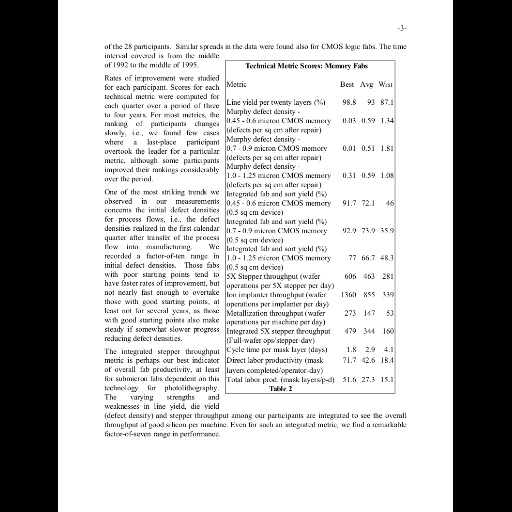 -3-
of the 28 participants. Similar spreads in the data were found also for CMOS logic fabs. The time
interval covered is from the middle
of 1992 to the middle of 1995.
Rates of improvement were studied
for each participant. Scores for each
technical metric were computed for
each quarter over a period of three
to four years. For most metrics, the
ranking of participants changes
slowly, i.e., we found few cases
where a last-place participant
overtook the leader for a particular
metric, although some participants
improved their rankings considerably
over the period.
One of the most striking trends we
observed in our measurements
concerns the initial defect densities
for process flows, i.e., the defect
densities realized in the first calendar
quarter after transfer of the process
flow into manufacturing. We
recorded a factor-of-ten range in
initial defect densities. Those fabs
with poor starting points tend to
have faster rates of improvement, but
not nearly fast enough to overtake
those with good starting points, at
least not for several years, as those
with good starting points also make
steady if somewhat slower progress
reducing defect densities.
The integrated stepper throughput
metric is perhaps our best indicator
of overall fab productivity, at least
for submicron fabs dependent on this
technology for photolithography.
The varying strengths and
weaknesses in line yield, die yield
Technical Metric Scores: Memory Fabs
Metric Best Avg Wrst
Line yield per twenty layers (%) 98.8 93 87.1
Murphy defect density -
0.45 - 0.6 micron CMOS memory 0.03 0.59 1.34
(defects per sq cm after repair)
Murphy defect density -
0.7 - 0.9 micron CMOS memory 0.01 0.51 1.81
(defects per sq cm after repair)
Murphy defect density -
1.0 - 1.25 micron CMOS memory 0.31 0.59 1.08
(defects per sq cm after repair)
Integrated fab and sort yield (%)
0.45 - 0.6 micron CMOS memory 91.7 72.1 46
(0.5 sq cm device)
Integrated fab and sort yield (%)
0.7 - 0.9 micron CMOS memory 92.9 73.9 35.9
(0.5 sq cm device)
Integrated fab and sort yield (%)
1.0 - 1.25 micron CMOS memory 77 66.7 48.3
(0.5 sq cm device)
5X Stepper throughput (wafer 606 463 281
operations per 5X stepper per day)
Ion implanter throughput (wafer 1360 855 339
operations per implanter per day)
Metallization throughput (wafer 273 147 53
operations per machine per day)
Integrated 5X stepper throughput 479 344 160
(Full-wafer ops/stepper-day)
Cycle time per mask layer (days) 1.8 2.9 4.1
Direct labor productivity (mask 71.7 42.6 18.4
layers completed/operator-day)
Total labor prod. (mask layers/p-d) 51.6 27.3 15.1
Table 2
(defect density) and stepper throughput among our participants are integrated to see the overall
throughput of good silicon per machine. Even for such an integrated metric, we find a remarkable
factor-of-seven range in performance.